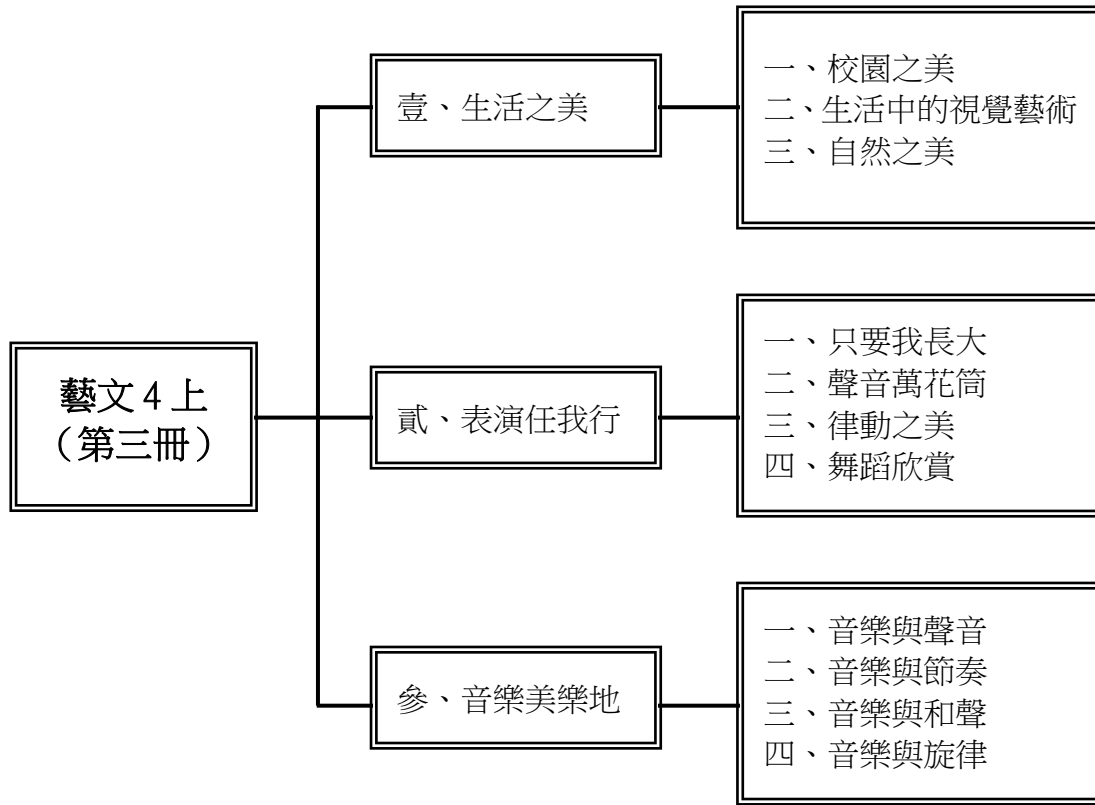 藝文4上
（第三冊）
壹、生活之美
一、校園之美
二、生活中的視覺藝術
三、自然之美
貳、表演任我行
一、只要我長大
二、聲音萬花筒
三、律動之美
四、舞蹈欣賞
參、音樂美樂地
一、音樂與聲音
二、音樂與節奏
三、音樂與和聲
四、音樂與旋律